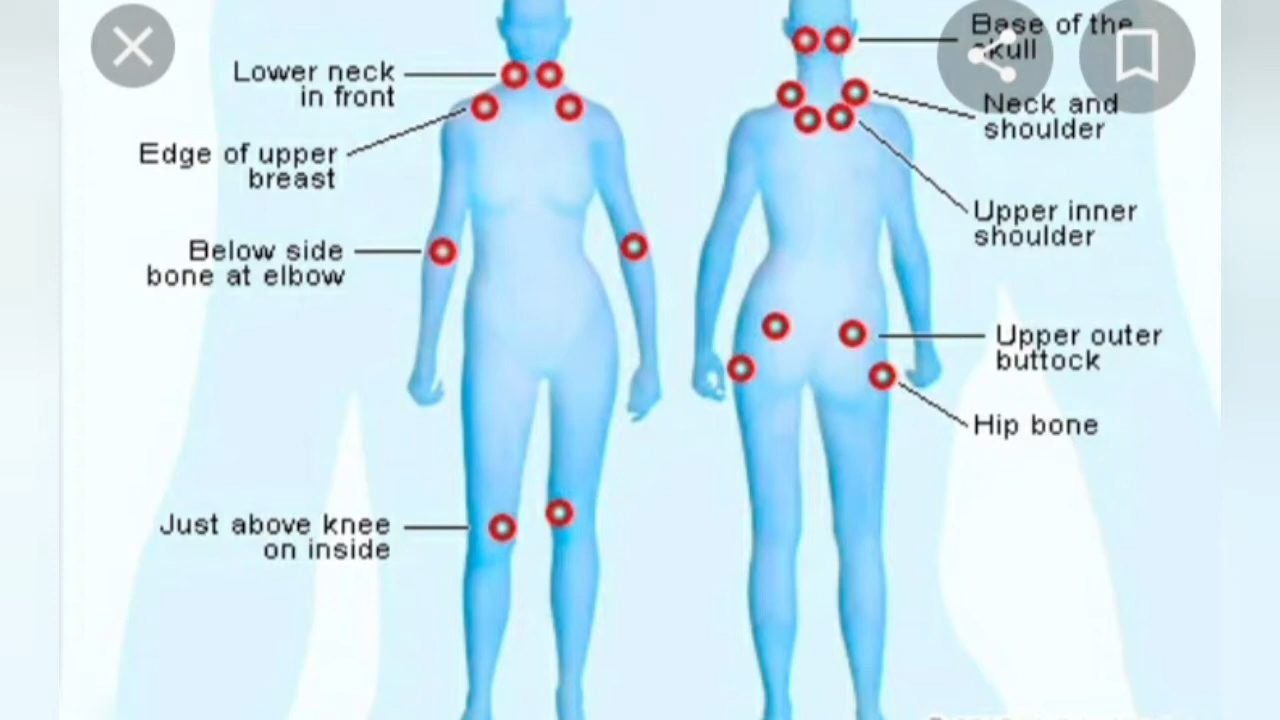 Lower neck
in front
Edge of upper
breast
Below side
bone at elbow
Just above knee
on inside
Base of the
skull
Neck and
shoulder
Upper inner
shoulder
Upper outer
buttock
Hip bone